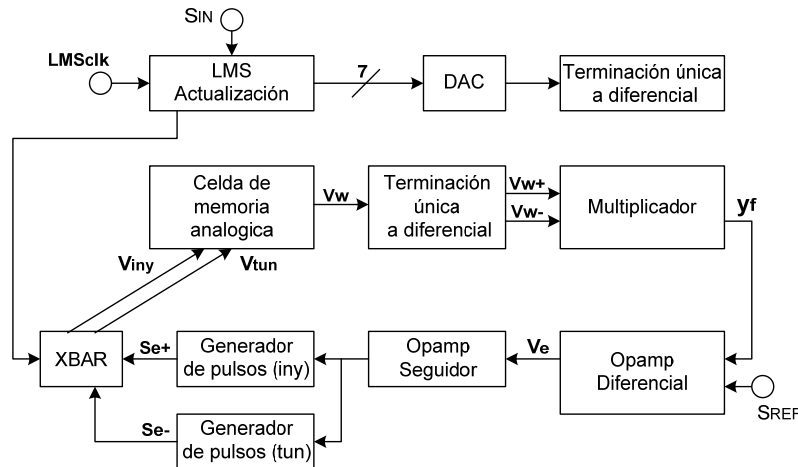 SIN
LMSclk
LMS
Actualización
7
DAC
Terminación única
a diferencial
Celda de
memoria
analogica
Vw
Terminación
única
a diferencial
Vw+
Vw-
Multiplicador
yf
Viny
Vtun
XBAR
Se+
Generador
de pulsos (iny)
Opamp
Seguidor
Ve
Opamp
Diferencial
SREF
Se-
Generador
de pulsos (tun)